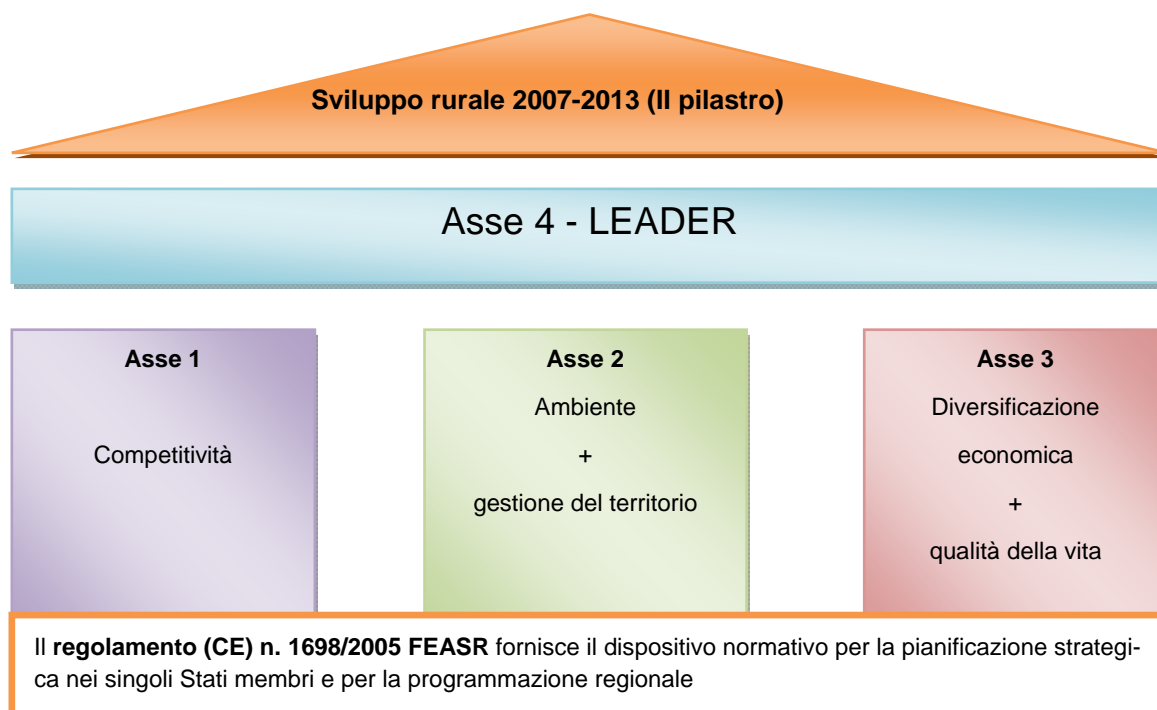 Sviluppo rurale 2007-2013 (II pilastro)
Asse 4 - LEADER
Asse 1
Competitività
Asse 2
Ambiente
+
gestione del territorio
Asse 3
Diversificazione
economica
+
qualità della vita
Il regolamento (CE) n. 1698/2005 FEASR fornisce il dispositivo normativo per la pianificazione strategi-
ca nei singoli Stati membri e per la programmazione regionale